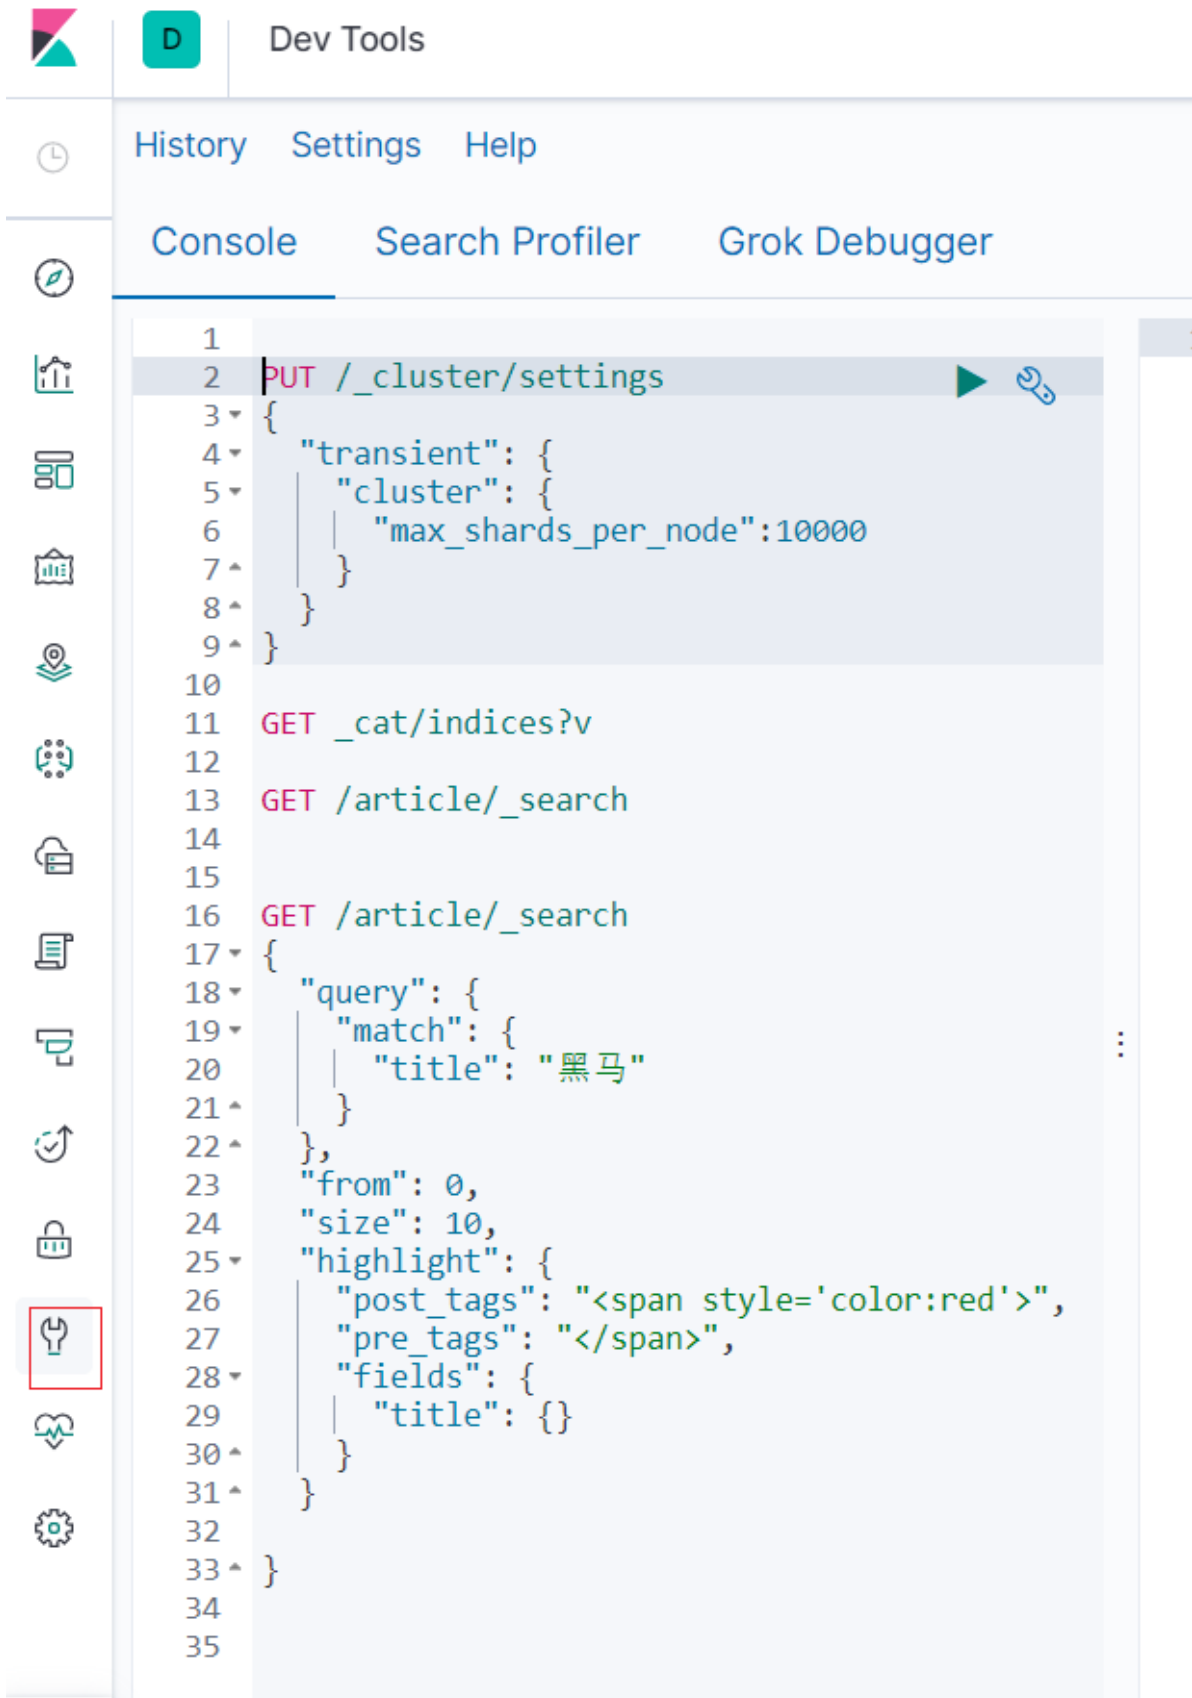 D Dev Tools
History Settings Help
Console Search Profiler Grok Debugger
1
2 PUT /_cluster/settings
3 {
4 "transient": {
5 "cluster": {
6 "max_shards_per_node":10000
7 }
8 }
9 }
10
11 GET _cat/indices?v
12
13 GET /article/_search
14
15
16 GET /article/_search
17 {
18 "query": {
19 "match": {
20 "title": "黑马"
21 }
22 },
23 "from": 0,
24 "size": 10,
25 "highlight": {
26 "post_tags": "<span style='color:red'>",
27 "pre_tags": "</span>",
28 "fields": {
29 "title": {}
30 }
31 }
32
33 }
34
35